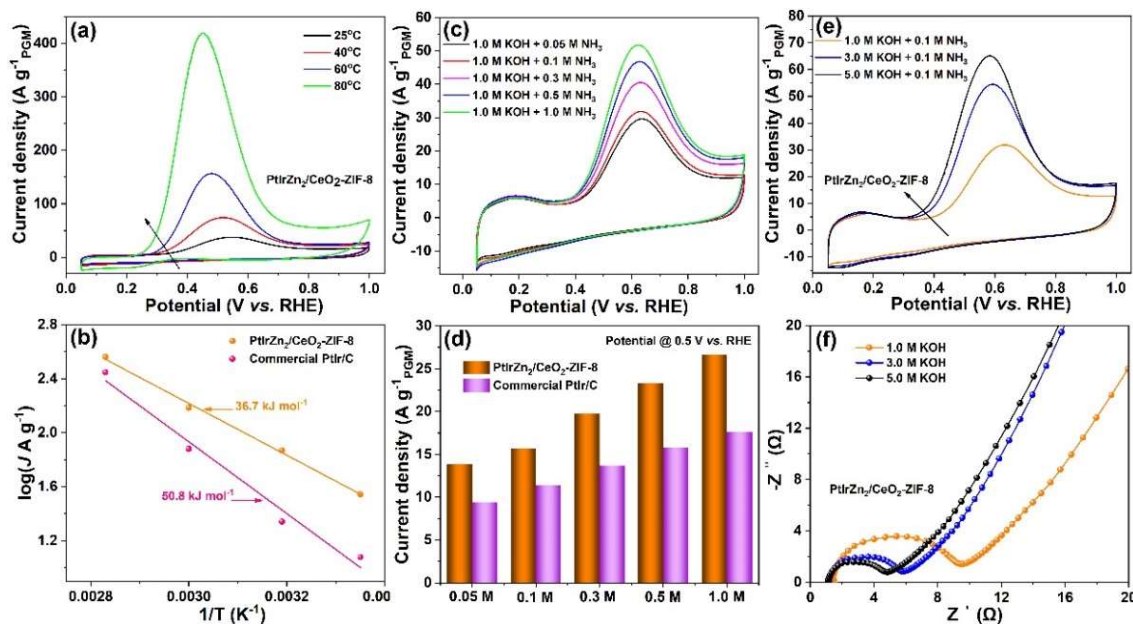 (a)
25°C
40°C
60°C
80°C
PtIrZn2/CeO2-ZIF-8
Current density (A g-1PGM)
400
300
200
100
0
0.0 0.2 0.4 0.6 0.8 1.0
Potential (V vs. RHE)
(c)
1.0 M KOH + 0.05 M NH3
1.0 M KOH + 0.1 M NH3
1.0 M KOH + 0.3 M NH3
1.0 M KOH + 0.5 M NH3
1.0 M KOH + 1.0 M NH3
Current density (A g-1PGM)
60
50
40
30
20
10
0
-10
0.0 0.2 0.4 0.6 0.8 1.0
Potential (V vs. RHE)
(e)
1.0 M KOH + 0.1 M NH3
3.0 M KOH + 0.1 M NH3
5.0 M KOH + 0.1 M NH3
PtIrZn2/CeO2-ZIF-8
Current density (A g-1PGM)
80
70
60
50
40
30
20
10
0
-10
0.0 0.2 0.4 0.6 0.8 1.0
Potential (V vs. RHE)
(b)
PtIrZn2/CeO2-ZIF-8
Commercial PtIr/C
36.7 kJ mol-1
50.8 kJ mol-1
log(J A g-1)
2.8
2.4
2.0
1.6
1.2
0.0028 0.0030 0.0032 0.00
1/T (K-1)
(d)
Potential @ 0.5 V vs. RHE
PtIrZn2/CeO2-ZIF-8
Commercial PtIr/C
Current density (A g-1PGM)
30
25
20
15
10
5
0
0.05 M 0.1 M 0.3 M 0.5 M 1.0 M
(f)
1.0 M KOH
3.0 M KOH
5.0 M KOH
PtIrZn2/CeO2-ZIF-8
-Z'' (Ω)
20
16
12
8
4
0
0 4 8 12 16 20
Z ' (Ω)